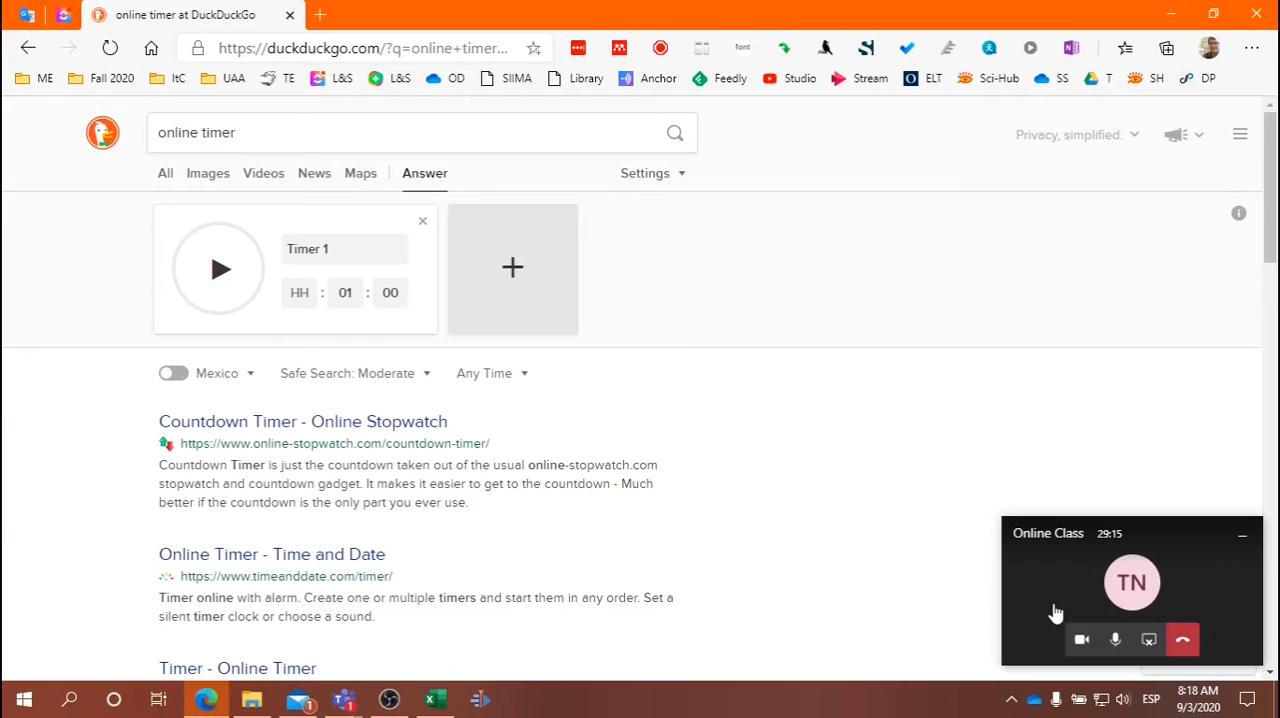 online timer at DuckDuckGo
https://duckduckgo.com/?q=online+timer...
font
ME Fall 2020 ItC UAA TE L&S L&S OD SIIMA Library Anchor Feedly Studio Stream ELT Sci-Hub SS T SH DP
online timer
Privacy, simplified.
All Images Videos News Maps Answer Settings
Timer 1
HH : 01 : 00
Mexico Safe Search: Moderate Any Time
Countdown Timer - Online Stopwatch
https://www.online-stopwatch.com/countdown-timer/
Countdown Timer is just the countdown taken out of the usual online-stopwatch.com
stopwatch and countdown gadget. It makes it easier to get to the countdown - Much
better if the countdown is the only part you ever use.
Online Timer - Time and Date
https://www.timeanddate.com/timer/
Timer online with alarm. Create one or multiple timers and start them in any order. Set a
silent timer clock or choose a sound.
Timer - Online Timer
Online Class 29:15
TN
ESP
8:18 AM
9/3/2020